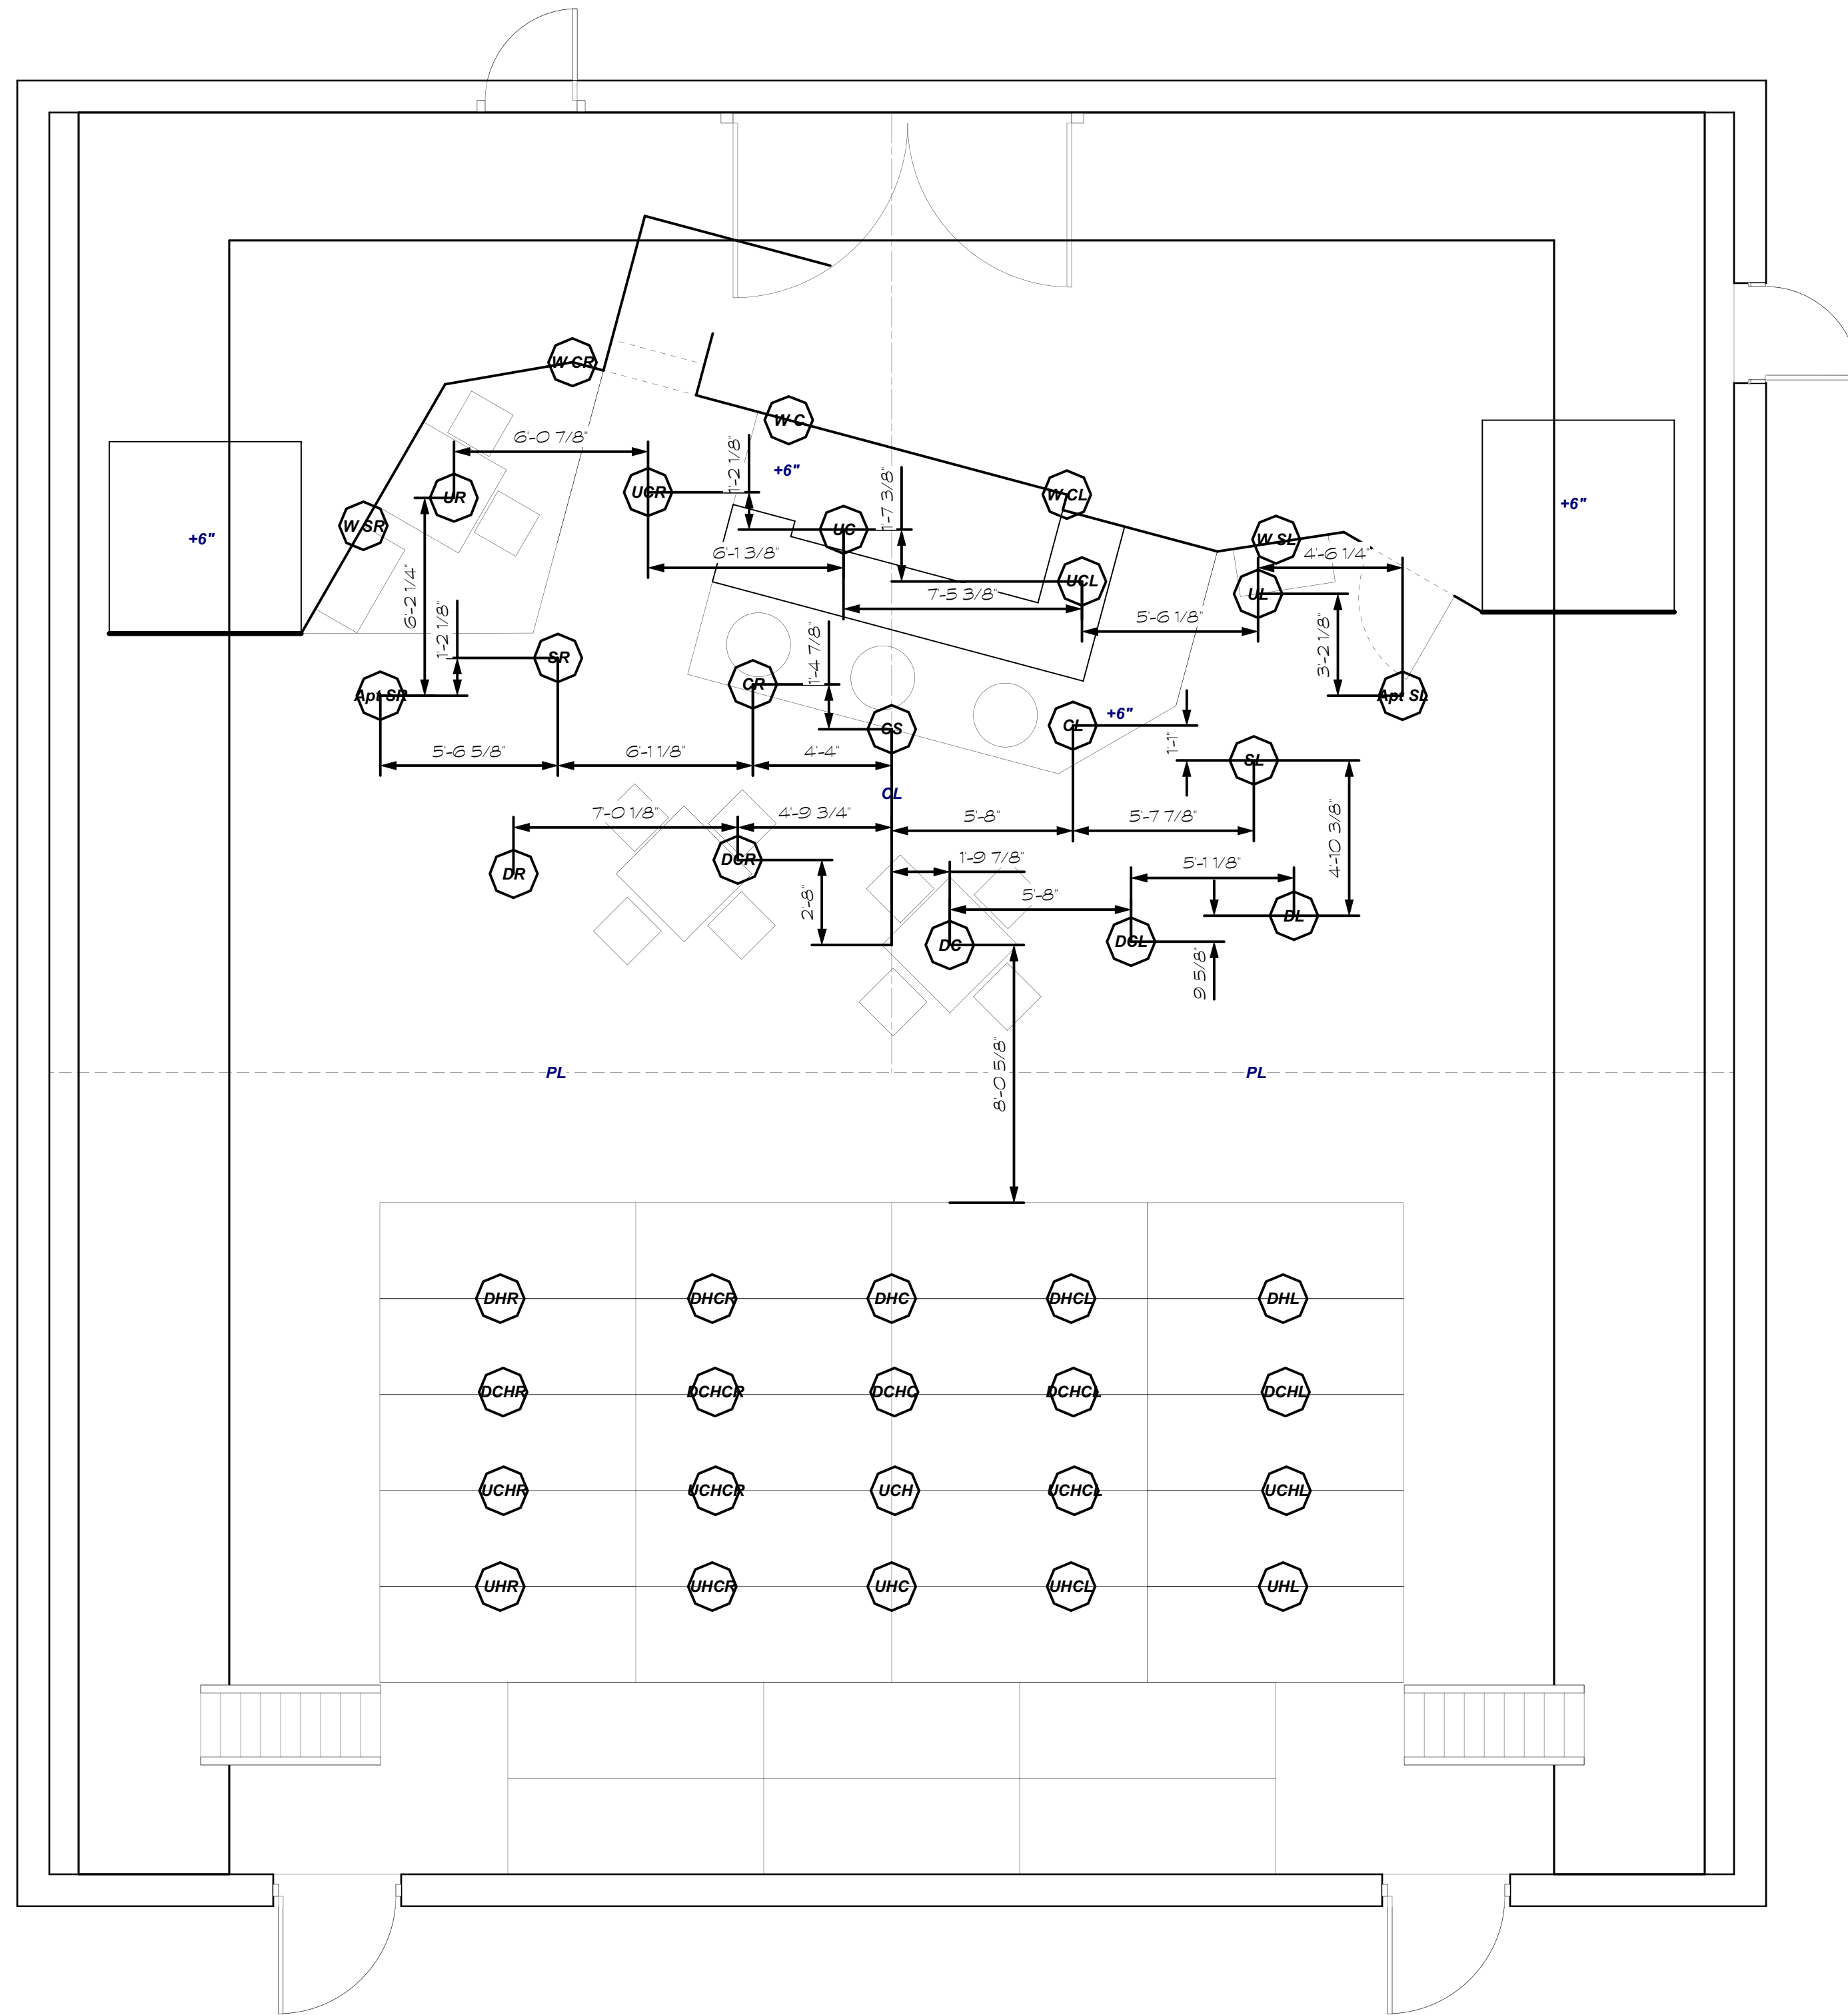 W CR
W C
6'-0 7/8"
+6"
1'-2 1/8"
1'-7 3/8"
UR
UCR
W CL
+6"
W SR
UC
W SL
+6"
6'-1 3/8"
4'-6 1/4"
UCL
UL
7'-5 3/8"
6'-2 1/4"
1'-2 1/8"
5'-6 1/8"
3'-2 1/8"
SR
1'-4 7/8"
CR
Apt SR
Apt SL
CS
CL
+6"
1'-1"
5'-6 5/8"
6'-1 1/8"
4'-4"
SL
CL
7'-0 1/8"
4'-9 3/4"
5'-8"
5'-7 7/8"
4'-10 3/8"
DR
DCR
1'-9 7/8"
5'-1 1/8"
2'-8"
5'-8"
DL
DC
DCL
9 5/8"
8'-0 5/8"
PL
PL
DHR
DHCR
DHC
DHCL
DHL
DCHR
DCHCR
DCHC
DCHCL
DCHL
UCHR
UCHCR
UCH
UCHCL
UCHL
UHR
UHCR
UHC
UHCL
UHL